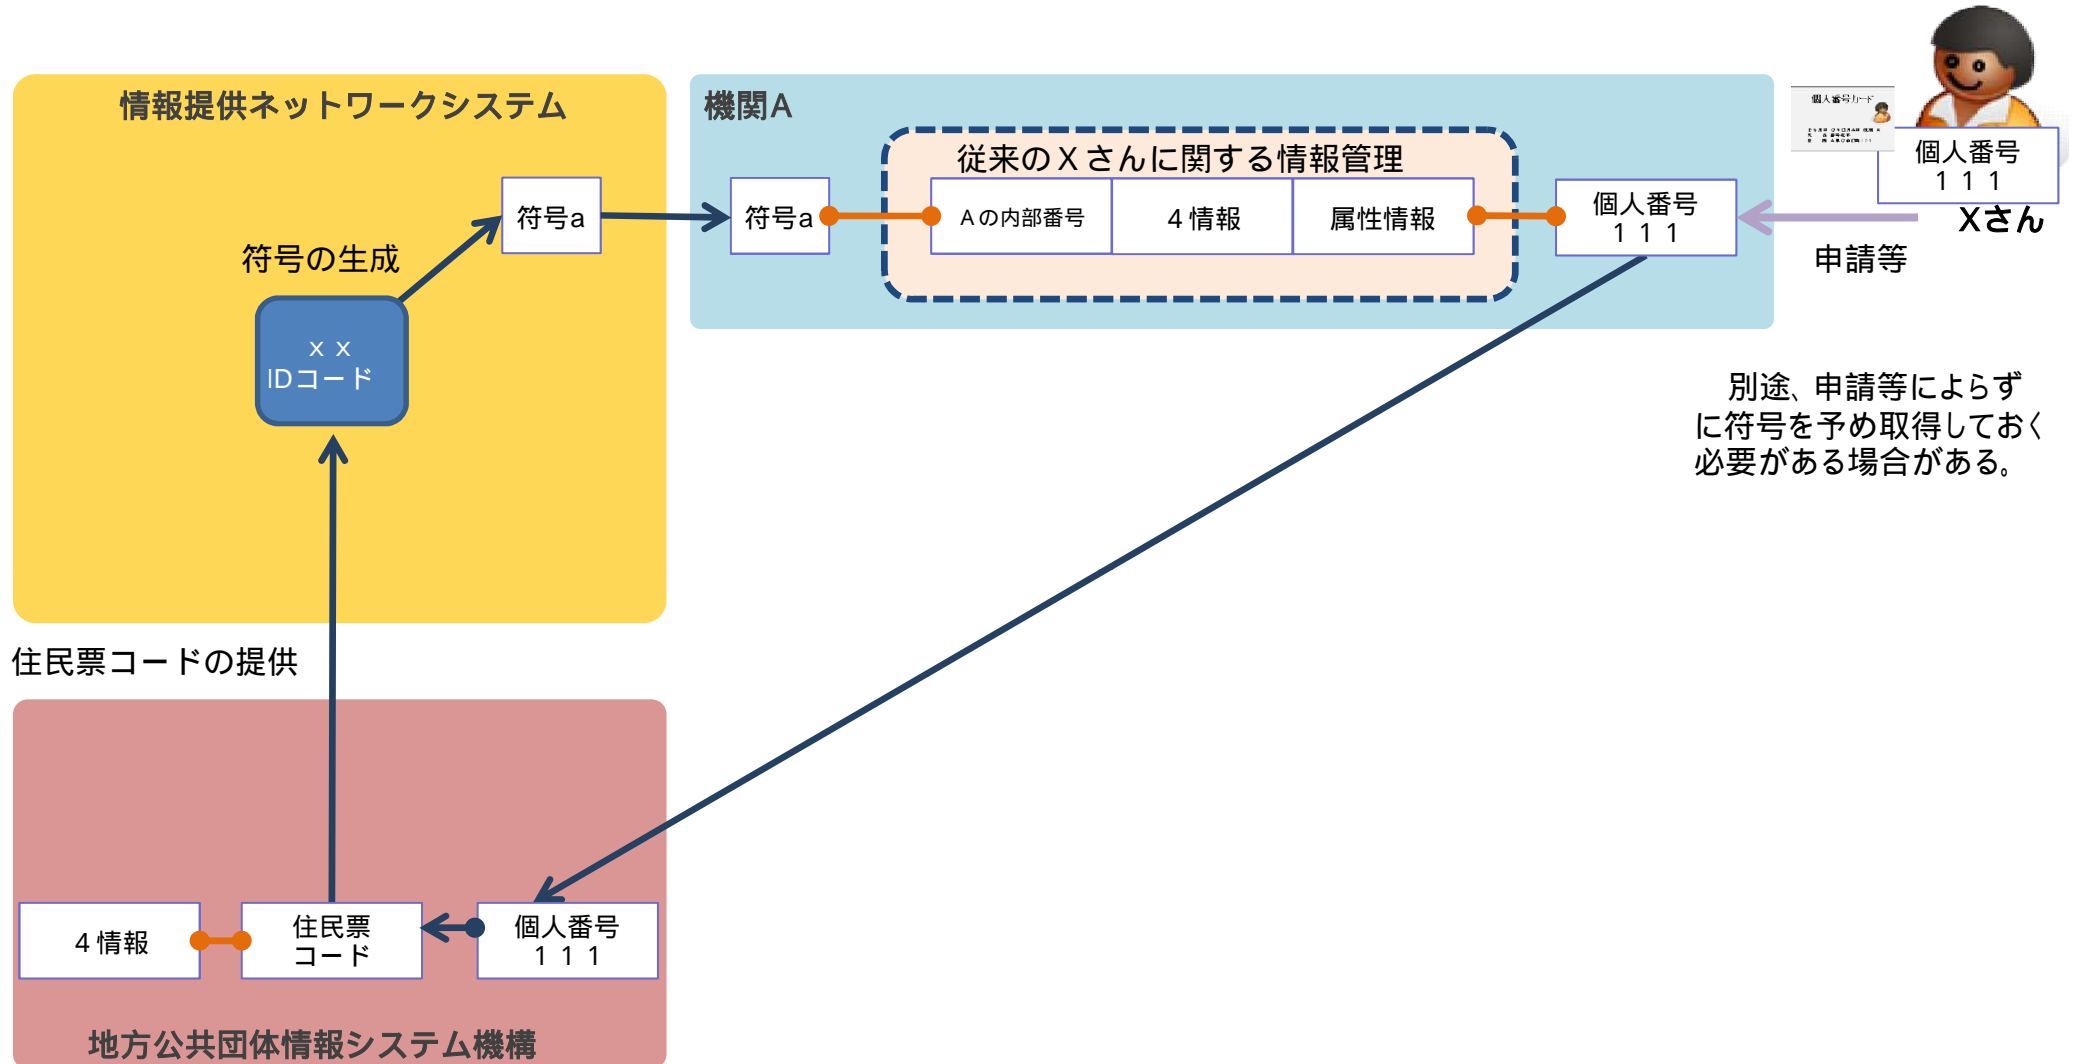 情報提供ネットワークシステム
機関A
個人番号カード
従来のXさんに関する情報管理
個人番号
111
Xさん
符号a
符号a
Aの内部番号
4情報
属性情報
個人番号
111
申請等
符号の生成
xx
IDコード
別途、申請等によらず
に符号を予め取得しておく
必要がある場合がある。
住民票コードの提供
4情報
住民票
コード
個人番号
111
地方公共団体情報システム機構